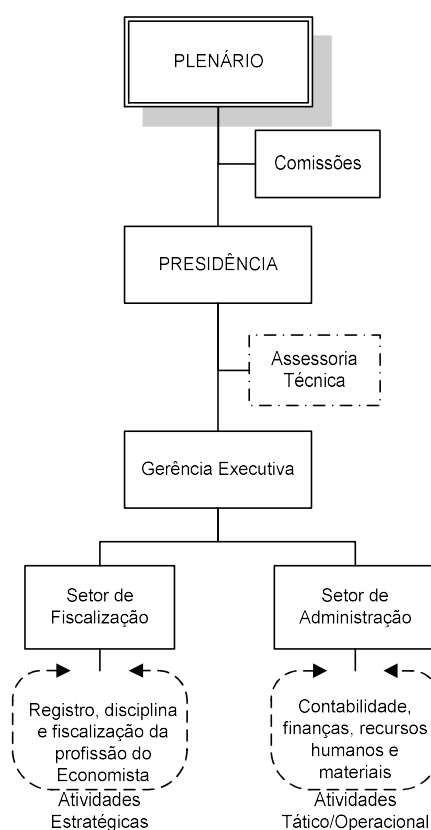 PLENÁRIO
Comissões
PRESIDÊNCIA
Assessoria
Técnica
Gerência Executiva
Setor de
Fiscalização
Setor de
Administração
Registro, disciplina
e fiscalização da
profissão do
Economista
Contabilidade,
finanças, recursos
humanos e
materiais
Atividades
Estratégicas
Atividades
Tático/Operacional